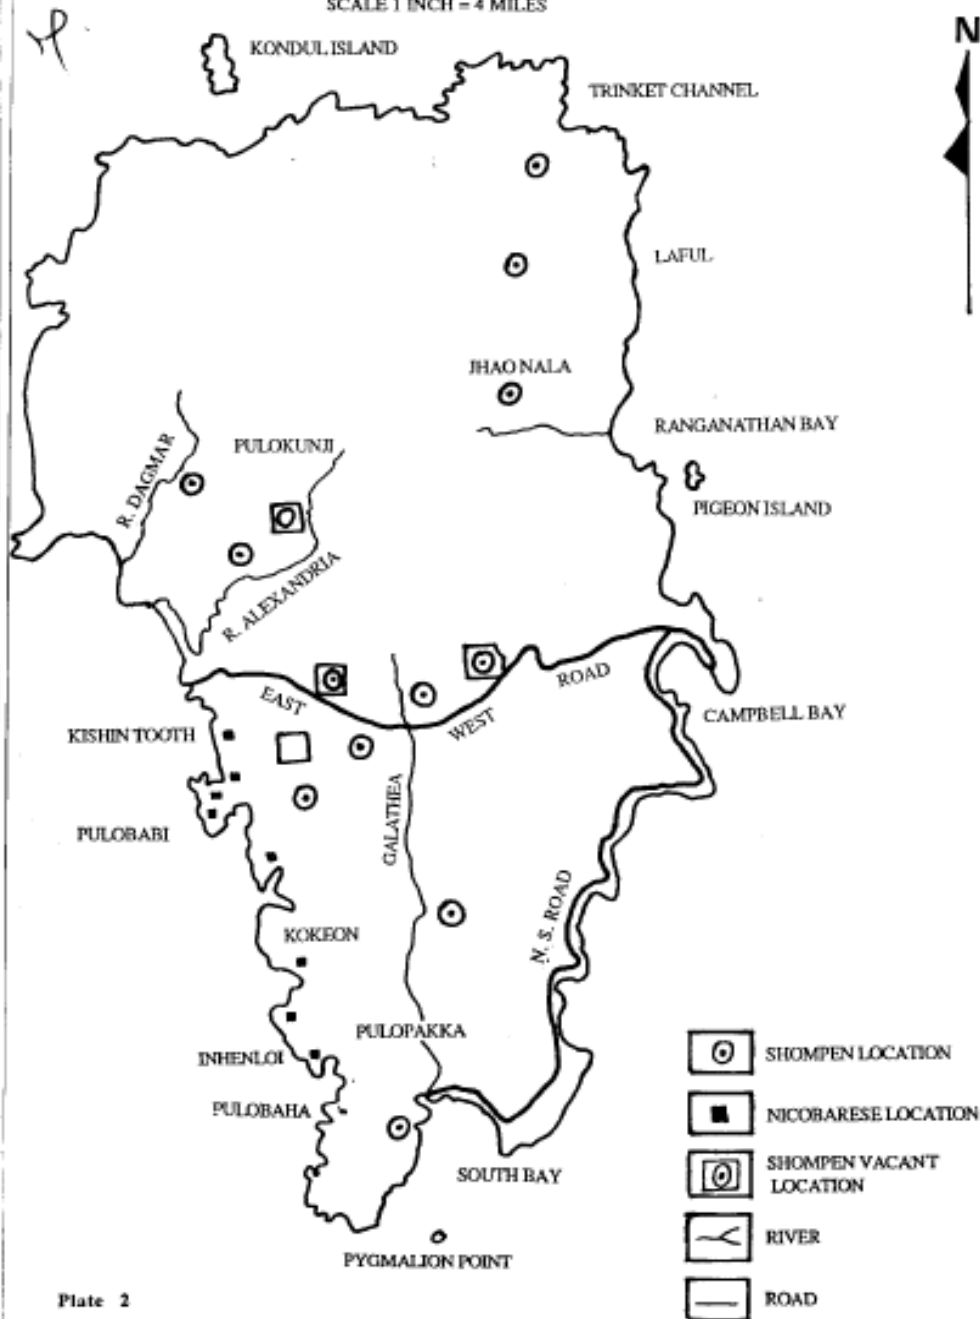 SCALE 1 INCH = 4 MILES
N
KONDUL ISLAND
TRINKET CHANNEL
LAFUL
JHAO NALA
RANGANATHAN BAY
PULOKUNJI
R. DAGMAR
PIGEON ISLAND
R. ALEXANDRIA
EAST
WEST
ROAD
CAMPBELL BAY
KISHIN TOOTH
GALATHEA
PULOBABI
N. S. ROAD
KOKEON
PULOPAKKA
INHENLOI
PULOBAHA
SOUTH BAY
PYGMALION POINT
SHOMPEN LOCATION
NICOBARESE LOCATION
SHOMPEN VACANT
LOCATION
RIVER
ROAD
Plate 2